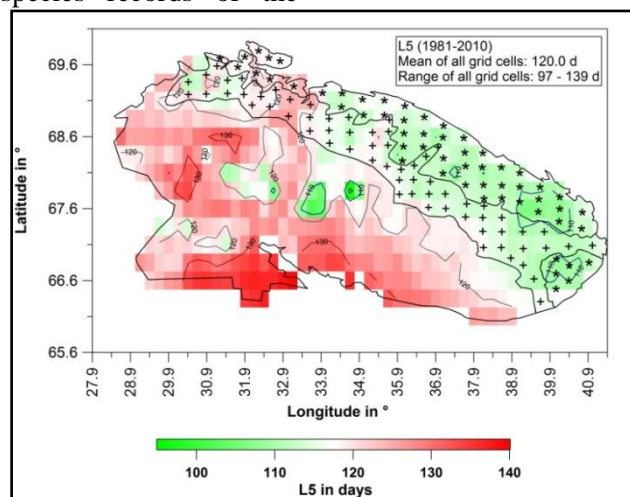 species records of the
L5 (1981-2010)
Mean of all grid cells: 120.0 d
Range of all grid cells: 97 - 139 d
69.6
68.6
67.6
66.6
65.6
Latitude in °
27.9 28.9 29.9 30.9 31.9 32.9 33.9 34.9 35.9 36.9 37.9 38.9 39.9 40.9
Longitude in °
100 110 120 130 140
L5 in days